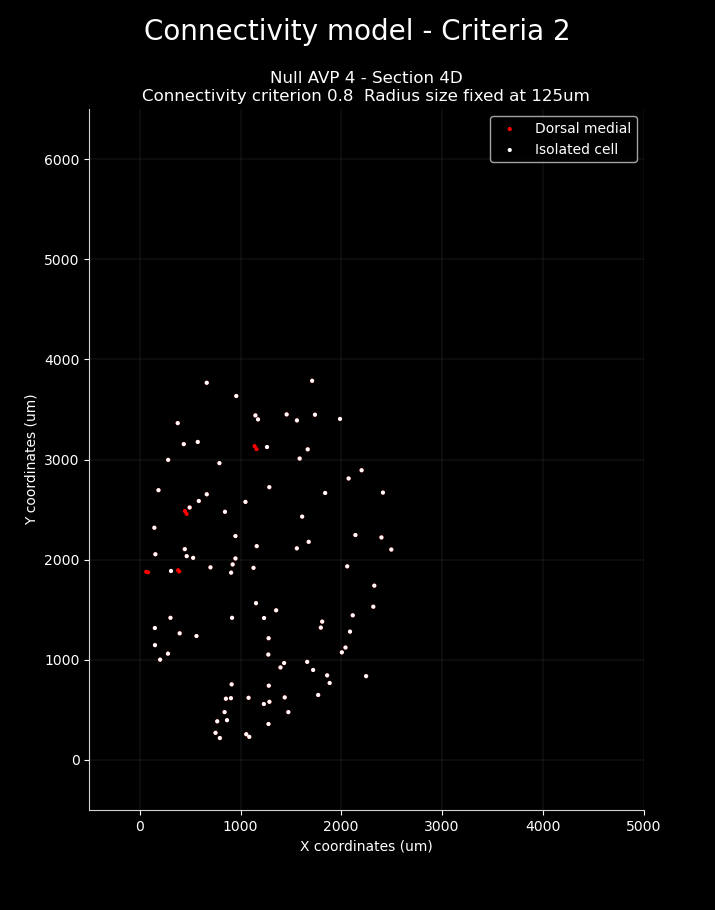 Connectivity model - Criteria 2
Null AVP 4 - Section 4D
Connectivity criterion 0.8  Radius size fixed at 125um
Dorsal medial
Isolated cell
6000
5000
4000
3000
2000
1000
0
Y coordinates (um)
0 1000 2000 3000 4000 5000
X coordinates (um)